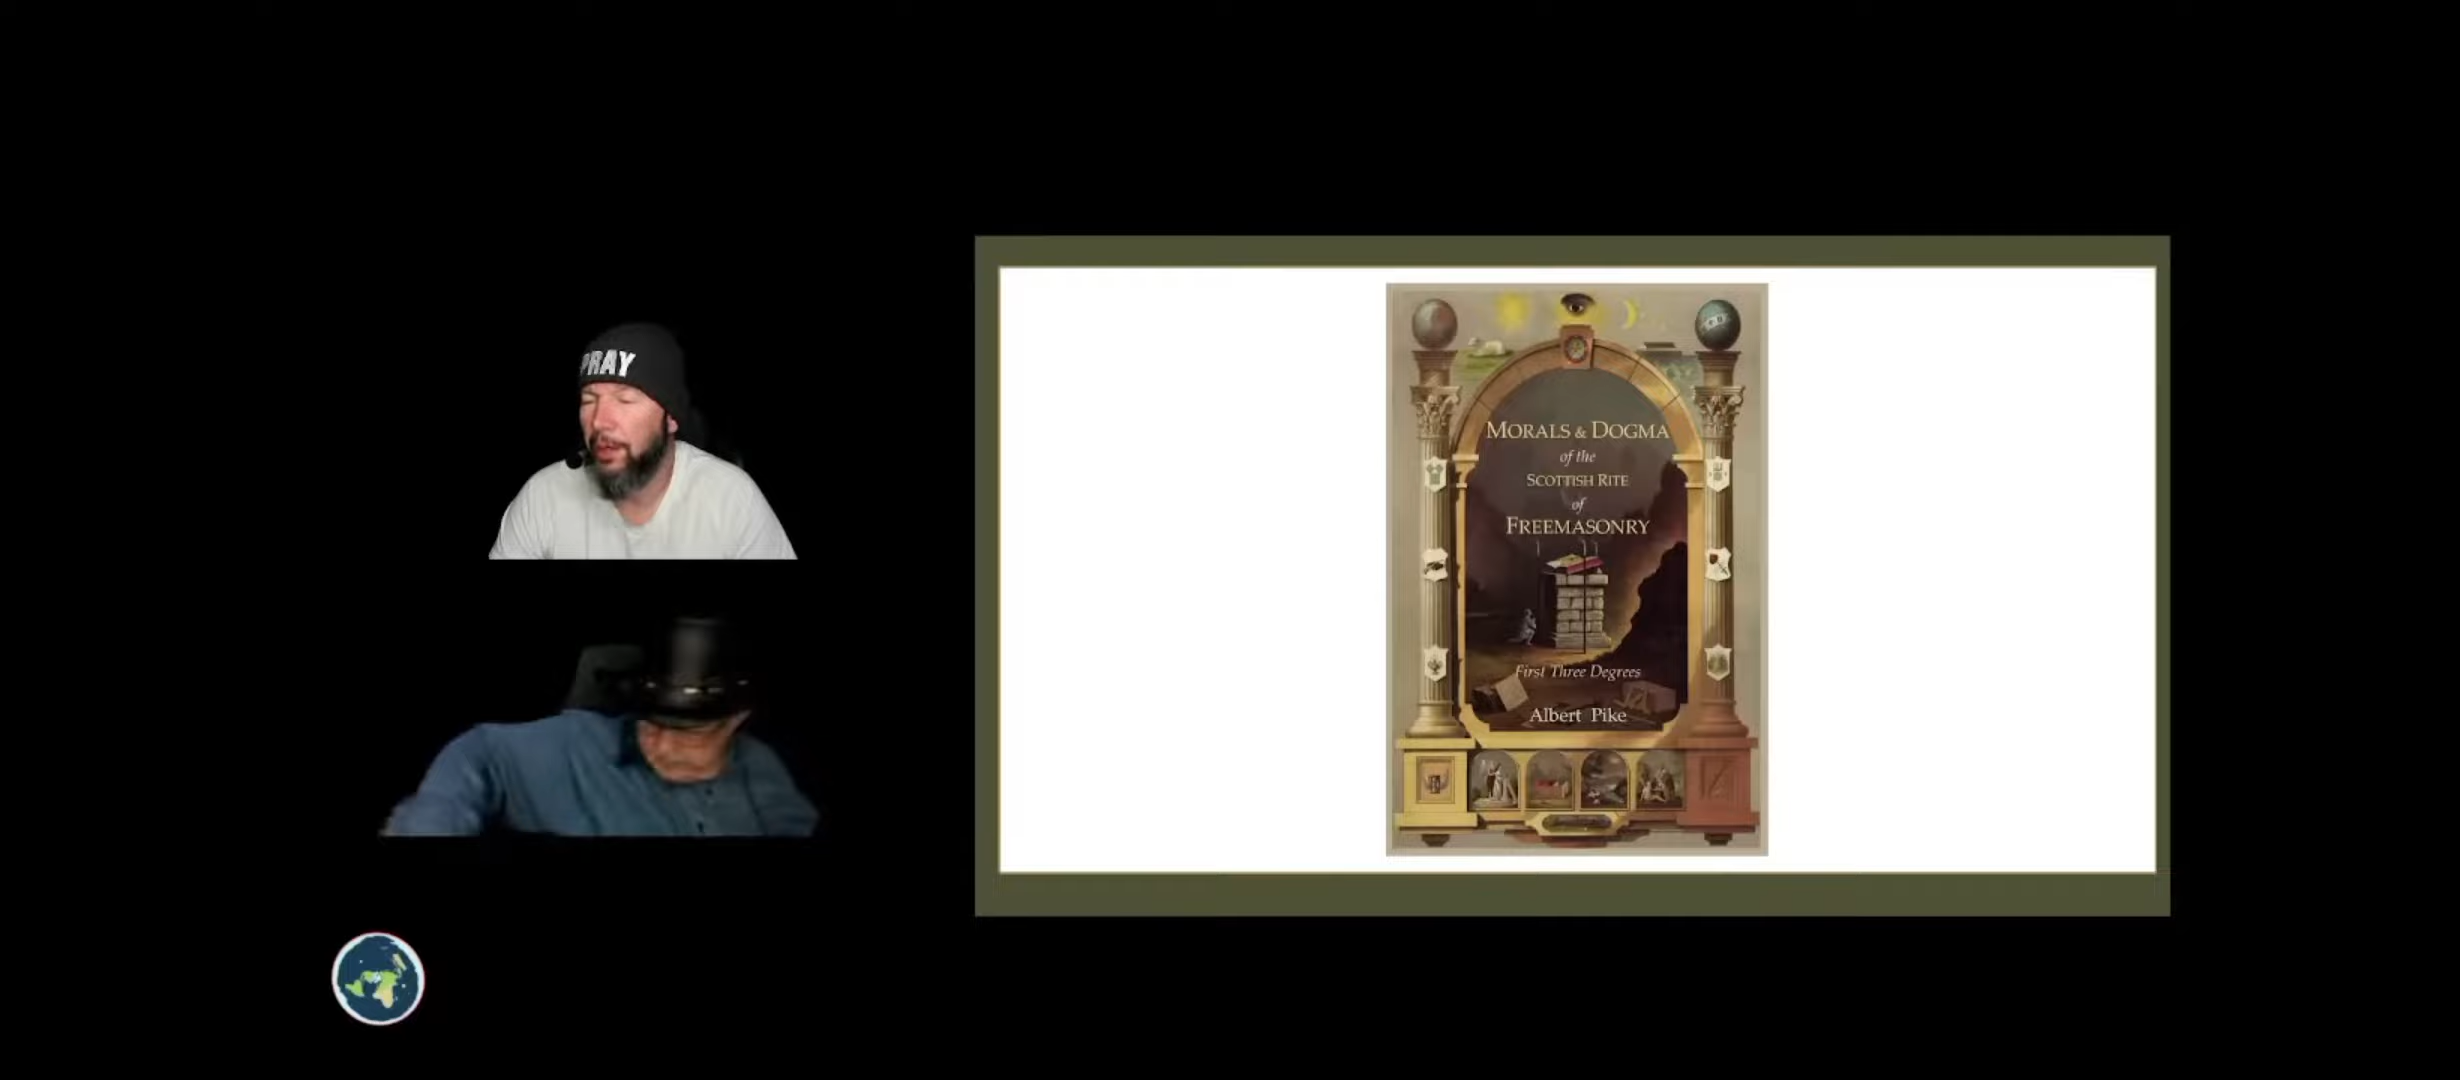 PRAY
MORALS & DOGMA
of the
SCOTTISH RITE
of
FREEMASONRY
First Three Degrees
Albert Pike